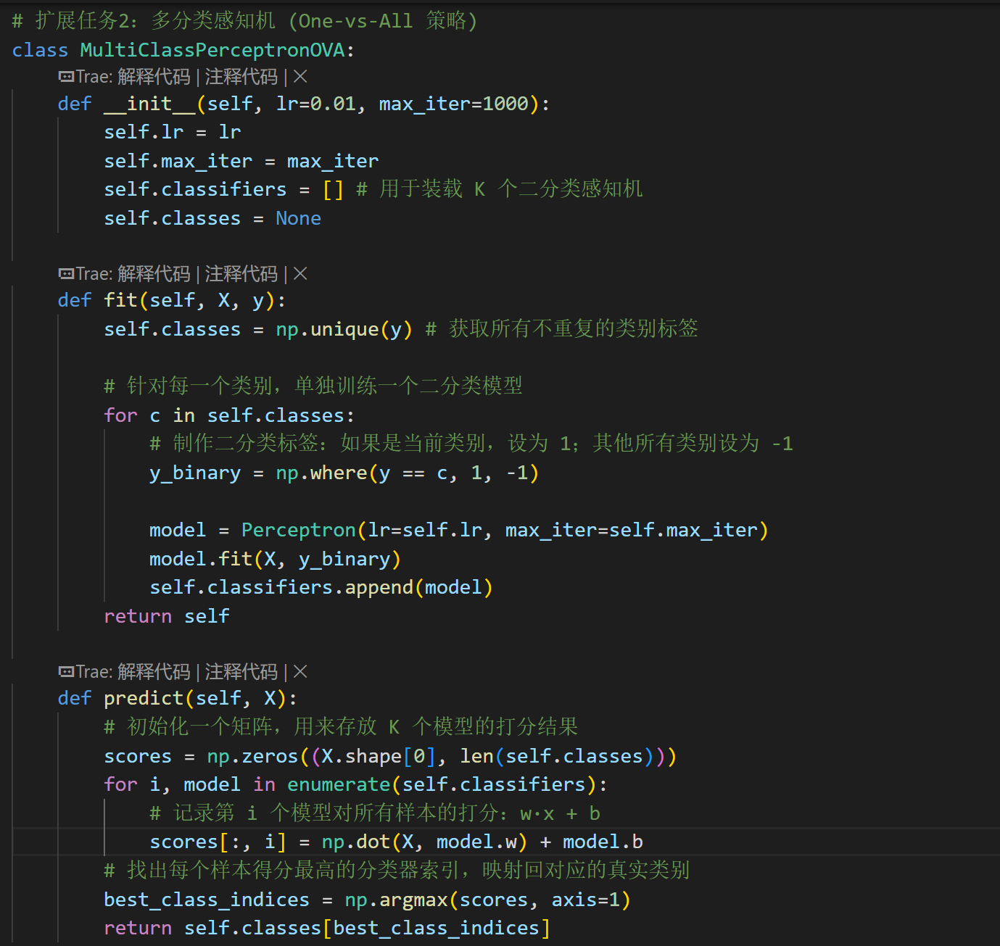 # 扩展任务2：多分类感知机 (One-vs-All 策略)
class MultiClassPerceptronOVA:
Trae: 解释代码 | 注释代码 | ×
def __init__(self, lr=0.01, max_iter=1000):
self.lr = lr
self.max_iter = max_iter
self.classifiers = [] # 用于装载 K 个二分类感知机
self.classes = None
Trae: 解释代码 | 注释代码 | ×
def fit(self, X, y):
self.classes = np.unique(y) # 获取所有不重复的类别标签
# 针对每一个类别，单独训练一个二分类模型
for c in self.classes:
# 制作二分类标签：如果是当前类别，设为 1；其他所有类别设为 -1
y_binary = np.where(y == c, 1, -1)
model = Perceptron(lr=self.lr, max_iter=self.max_iter)
model.fit(X, y_binary)
self.classifiers.append(model)
return self
Trae: 解释代码 | 注释代码 | ×
def predict(self, X):
# 初始化一个矩阵，用来存放 K 个模型的打分结果
scores = np.zeros((X.shape[0], len(self.classes)))
for i, model in enumerate(self.classifiers):
# 记录第 i 个模型对所有样本的打分：w·x + b
scores[:, i] = np.dot(X, model.w) + model.b
# 找出每个样本得分最高的分类器索引，映射回对应的真实类别
best_class_indices = np.argmax(scores, axis=1)
return self.classes[best_class_indices]